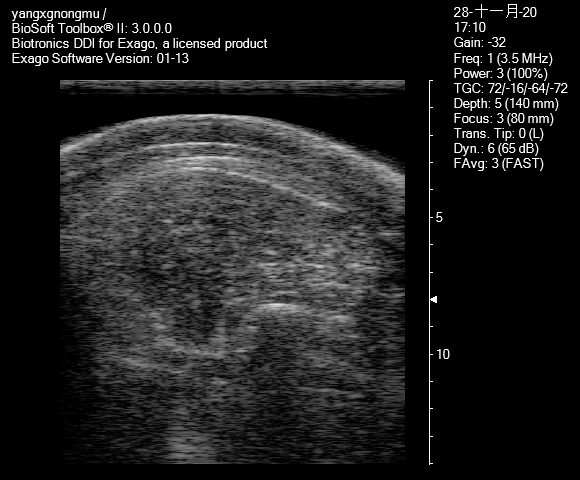 yangxgnongmu /
BioSoft Toolbox® II: 3.0.0.0
Biotronics DDI for Exago, a licensed product
Exago Software Version: 01-13
28-十一月-20
17:10
Gain: -32
Freq: 1 (3.5 MHz)
Power: 3 (100%)
TGC: 72/-16/-64/-72
Depth: 5 (140 mm)
Focus: 3 (80 mm)
Trans. Tip: 0 (L)
Dyn.: 6 (65 dB)
FAvg: 3 (FAST)
5
10